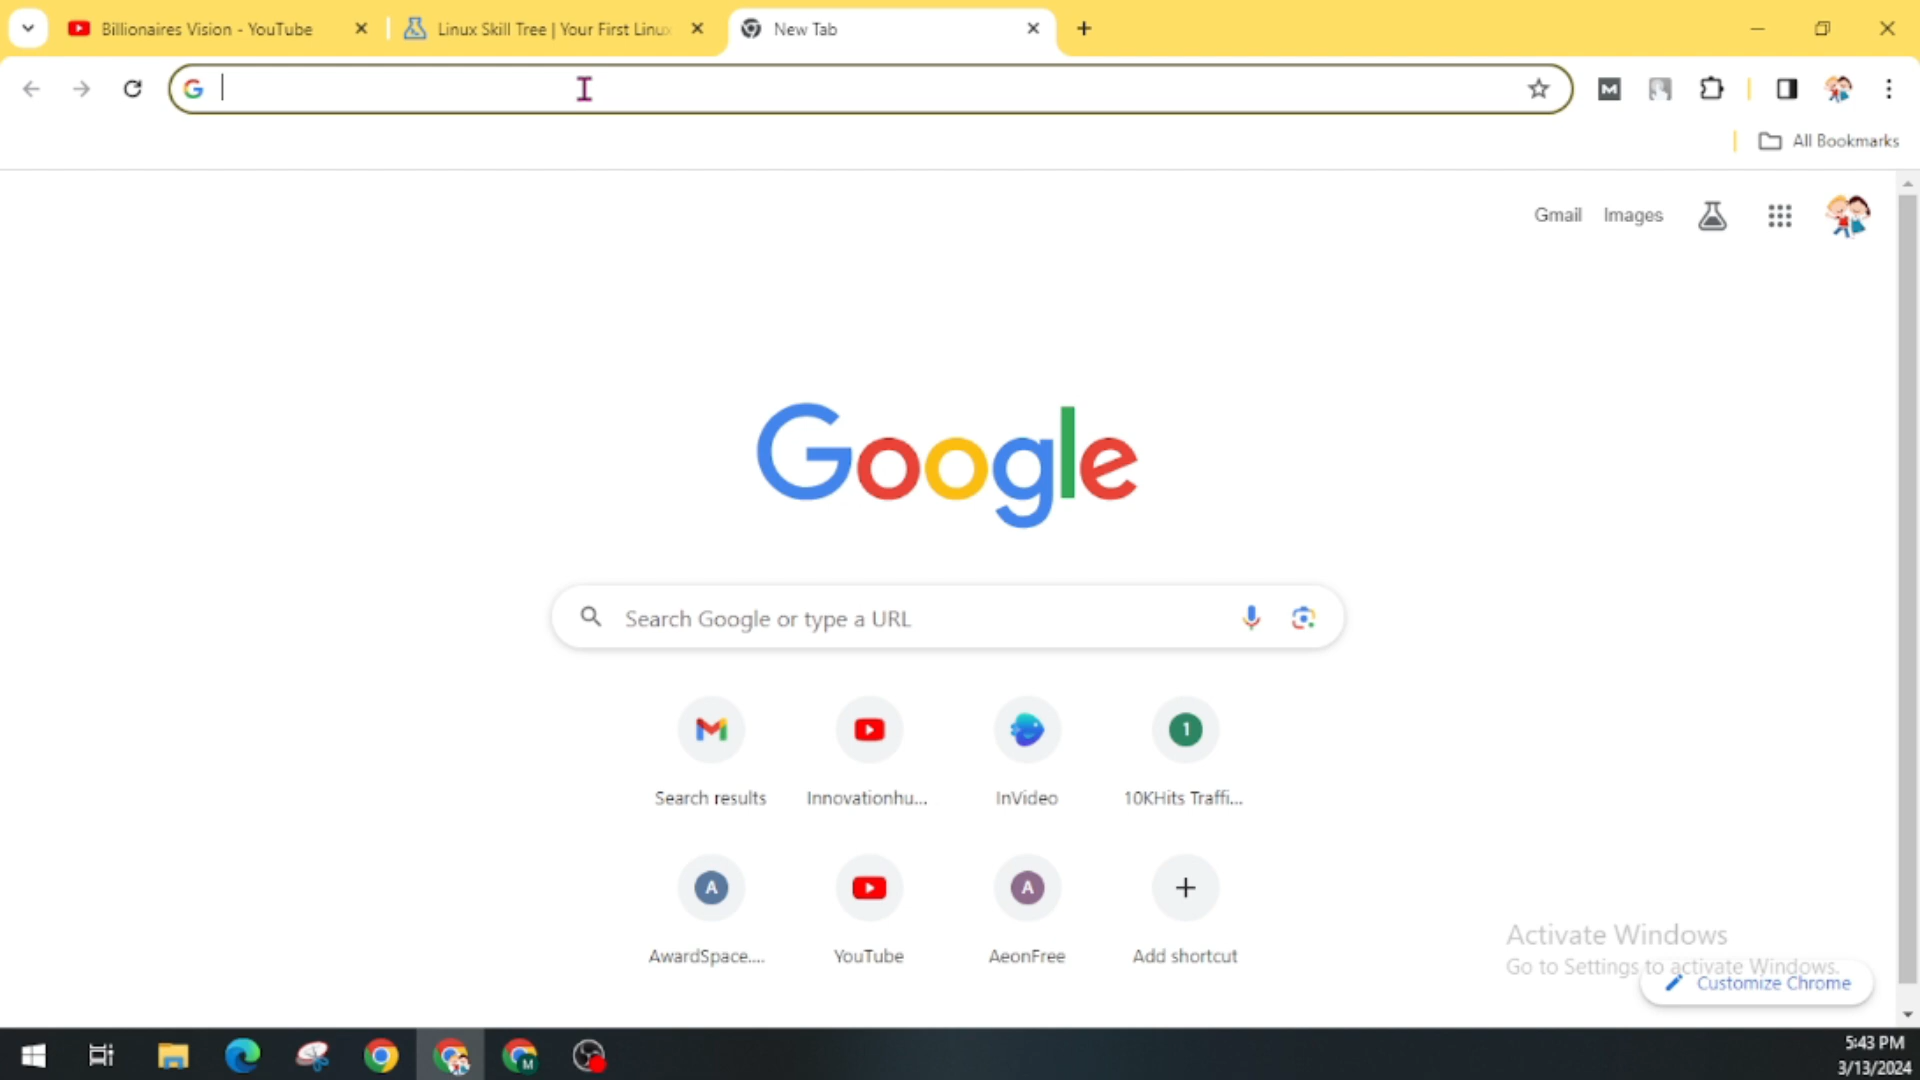 Billionaires Vision - YouTube
Linux Skill Tree | Your First Linux
New Tab
All Bookmarks
Gmail Images
Google
Search Google or type a URL
Search results
Innovationhu...
InVideo
1
10KHits Traffi...
A
AwardSpace....
YouTube
A
AeonFree
Add shortcut
Activate Windows
Go to Settings to activate Windows.
Customize Chrome
5:43 PM
3/13/2024